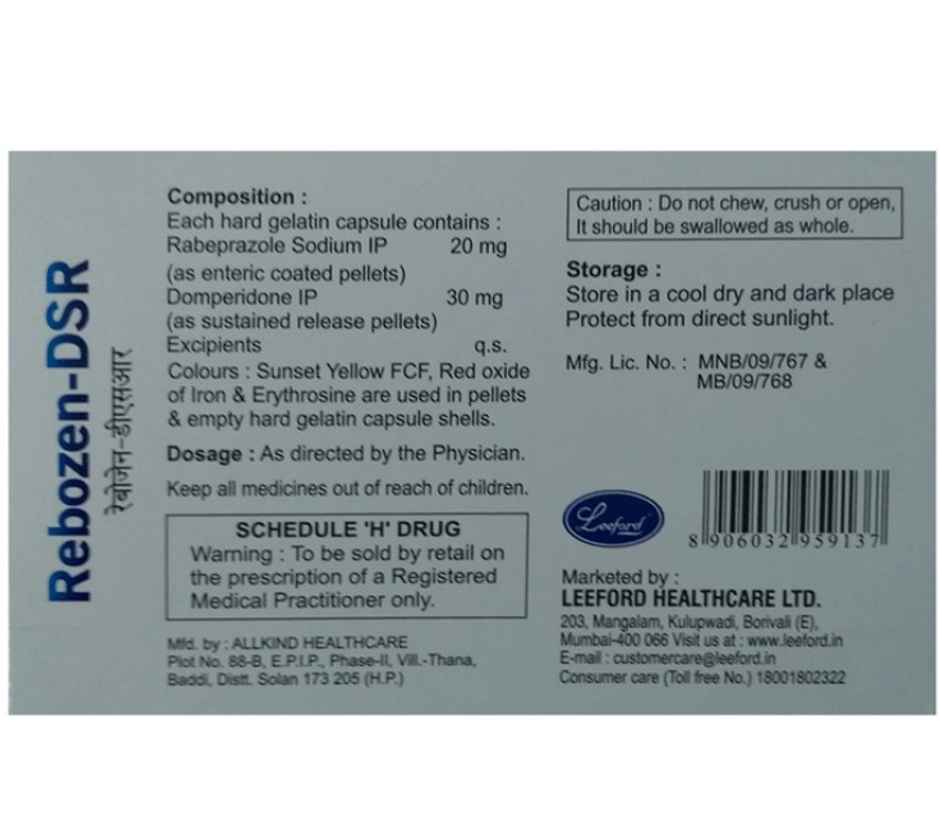 Rebozen-DSR
रेबोजेन-डीएसआर
Composition :
Each hard gelatin capsule contains :
Rabeprazole Sodium IP 20 mg
(as enteric coated pellets)
Domperidone IP 30 mg
(as sustained release pellets)
Excipients q.s.
Colours : Sunset Yellow FCF, Red oxide
of Iron & Erythrosine are used in pellets
& empty hard gelatin capsule shells.
Dosage : As directed by the Physician.
Keep all medicines out of reach of children.
SCHEDULE 'H' DRUG
Warning : To be sold by retail on
the prescription of a Registered
Medical Practitioner only.
Mfd. by : ALLKIND HEALTHCARE
Plot No. 88-B, E.P.I.P., Phase-II, Vill.-Thana,
Baddi, Distt. Solan 173 205 (H.P.)
Caution : Do not chew, crush or open,
It should be swallowed as whole.
Storage :
Store in a cool dry and dark place
Protect from direct sunlight.
Mfg. Lic. No. : MNB/09/767 &
MB/09/768
Leeford
8 906032 959137
Marketed by :
LEEFORD HEALTHCARE LTD.
203, Mangalam, Kulupwadi, Borivali (E),
Mumbai-400 066 Visit us at : www.leeford.in
E-mail : customercare@leeford.in
Consumer care (Toll free No.) 18001802322